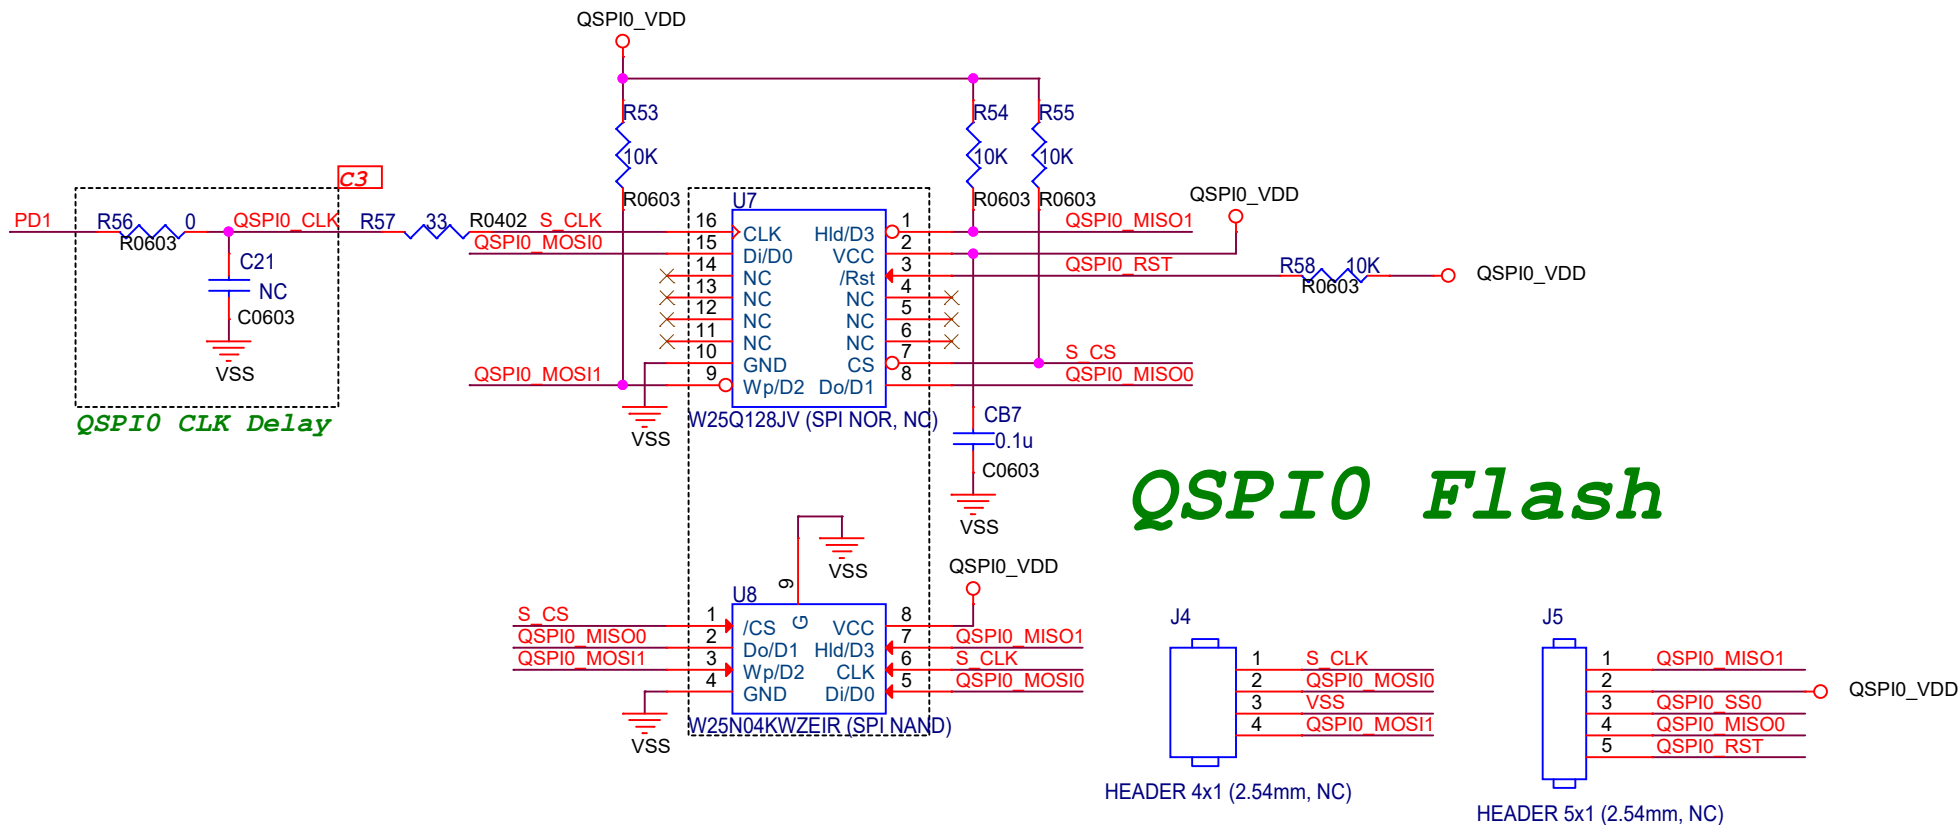 QSPI0_VDD
R53
10K
R0603
R54
10K
R0603
R55
10K
R0603
C3
PD1
R56
0
R0603
QSPI0_CLK
C21
NC
C0603
VSS
QSPI0 CLK Delay
R57
33
R0402
S_CLK
QSPI0_MOSI0
QSPI0_MOSI1
VSS
U7
16 CLK
15 Di/D0
14 NC
13 NC
12 NC
11 NC
10 GND
9 Wp/D2
Hld/D3 1
VCC 2
/Rst 3
NC 4
NC 5
NC 6
CS 7
Do/D1 8
W25Q128JV (SPI NOR, NC)
QSPI0_MISO1
QSPI0_VDD
QSPI0_RST
R58
10K
R0603
QSPI0_VDD
S_CS
QSPI0_MISO0
CB7
0.1u
C0603
VSS
QSPI0 Flash
VSS
9
G
U8
S_CS
QSPI0_MISO0
QSPI0_MOSI1
VSS
1 /CS
2 Do/D1
3 Wp/D2
4 GND
VCC 8
Hld/D3 7
CLK 6
Di/D0 5
QSPI0_VDD
QSPI0_MISO1
S_CLK
QSPI0_MOSI0
W25N04KWZEIR (SPI NAND)
J4
1 S_CLK
2 QSPI0_MOSI0
3 VSS
4 QSPI0_MOSI1
HEADER 4x1 (2.54mm, NC)
J5
1 QSPI0_MISO1
2 QSPI0_VDD
3 QSPI0_SS0
4 QSPI0_MISO0
5 QSPI0_RST
HEADER 5x1 (2.54mm, NC)